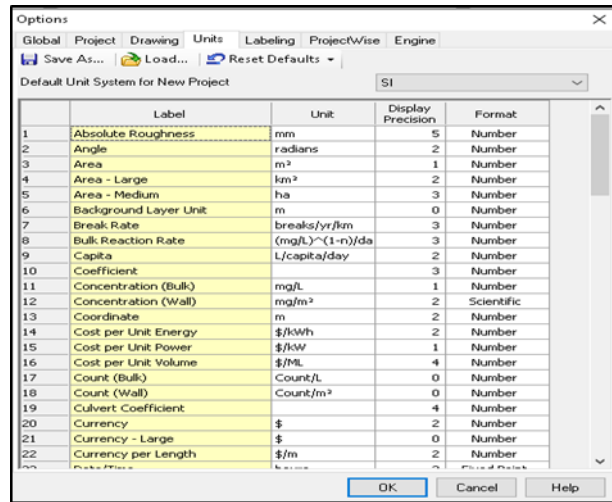 Options
Global Project Drawing Units Labeling ProjectWise Engine
Save As... Load... Reset Defaults
Default Unit System for New Project SI
Label Unit Display Precision Format
1 Absolute Roughness mm 5 Number
2 Angle radians 2 Number
3 Area m² 1 Number
4 Area - Large km² 2 Number
5 Area - Medium ha 3 Number
6 Background Layer Unit m 0 Number
7 Break Rate breaks/yr/km 3 Number
8 Bulk Reaction Rate (mg/L)^(1-n)/da 3 Number
9 Capita L/capita/day 2 Number
10 Coefficient 3 Number
11 Concentration (Bulk) mg/L 1 Number
12 Concentration (Wall) mg/m² 2 Scientific
13 Coordinate m 2 Number
14 Cost per Unit Energy $/kWh 2 Number
15 Cost per Unit Power $/kW 1 Number
16 Cost per Unit Volume $/ML 4 Number
17 Count (Bulk) Count/L 0 Number
18 Count (Wall) Count/m² 0 Number
19 Culvert Coefficient 4 Number
20 Currency $ 2 Number
21 Currency - Large $ 0 Number
22 Currency per Length $/m 2 Number
OK Cancel Help